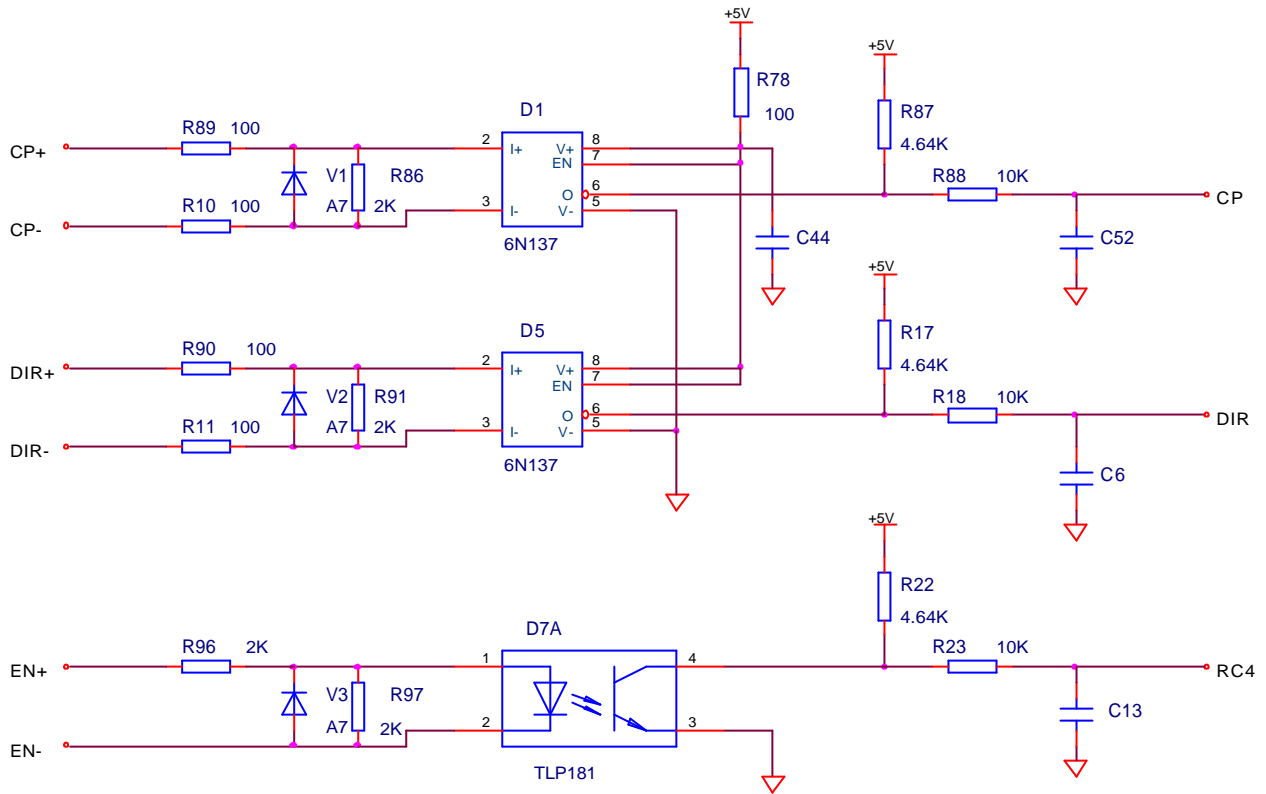 +5V
+5V
R78
100
D1
R87
4.64K
R89 100
CP+
2 I+ V+ 8
EN 7
V1
R86
A7
2K
R88 10K
O 6
CP
R10 100
CP-
3 I- V- 5
6N137
C44
C52
+5V
D5
R17
4.64K
R90 100
DIR+
2 I+ V+ 8
EN 7
V2
R91
A7
2K
R18 10K
O 6
DIR
R11 100
DIR-
3 I- V- 5
6N137
C6
+5V
R22
4.64K
D7A
R96 2K
EN+
1
4
R23 10K
RC4
V3
R97
A7
2K
2
3
C13
EN-
TLP181